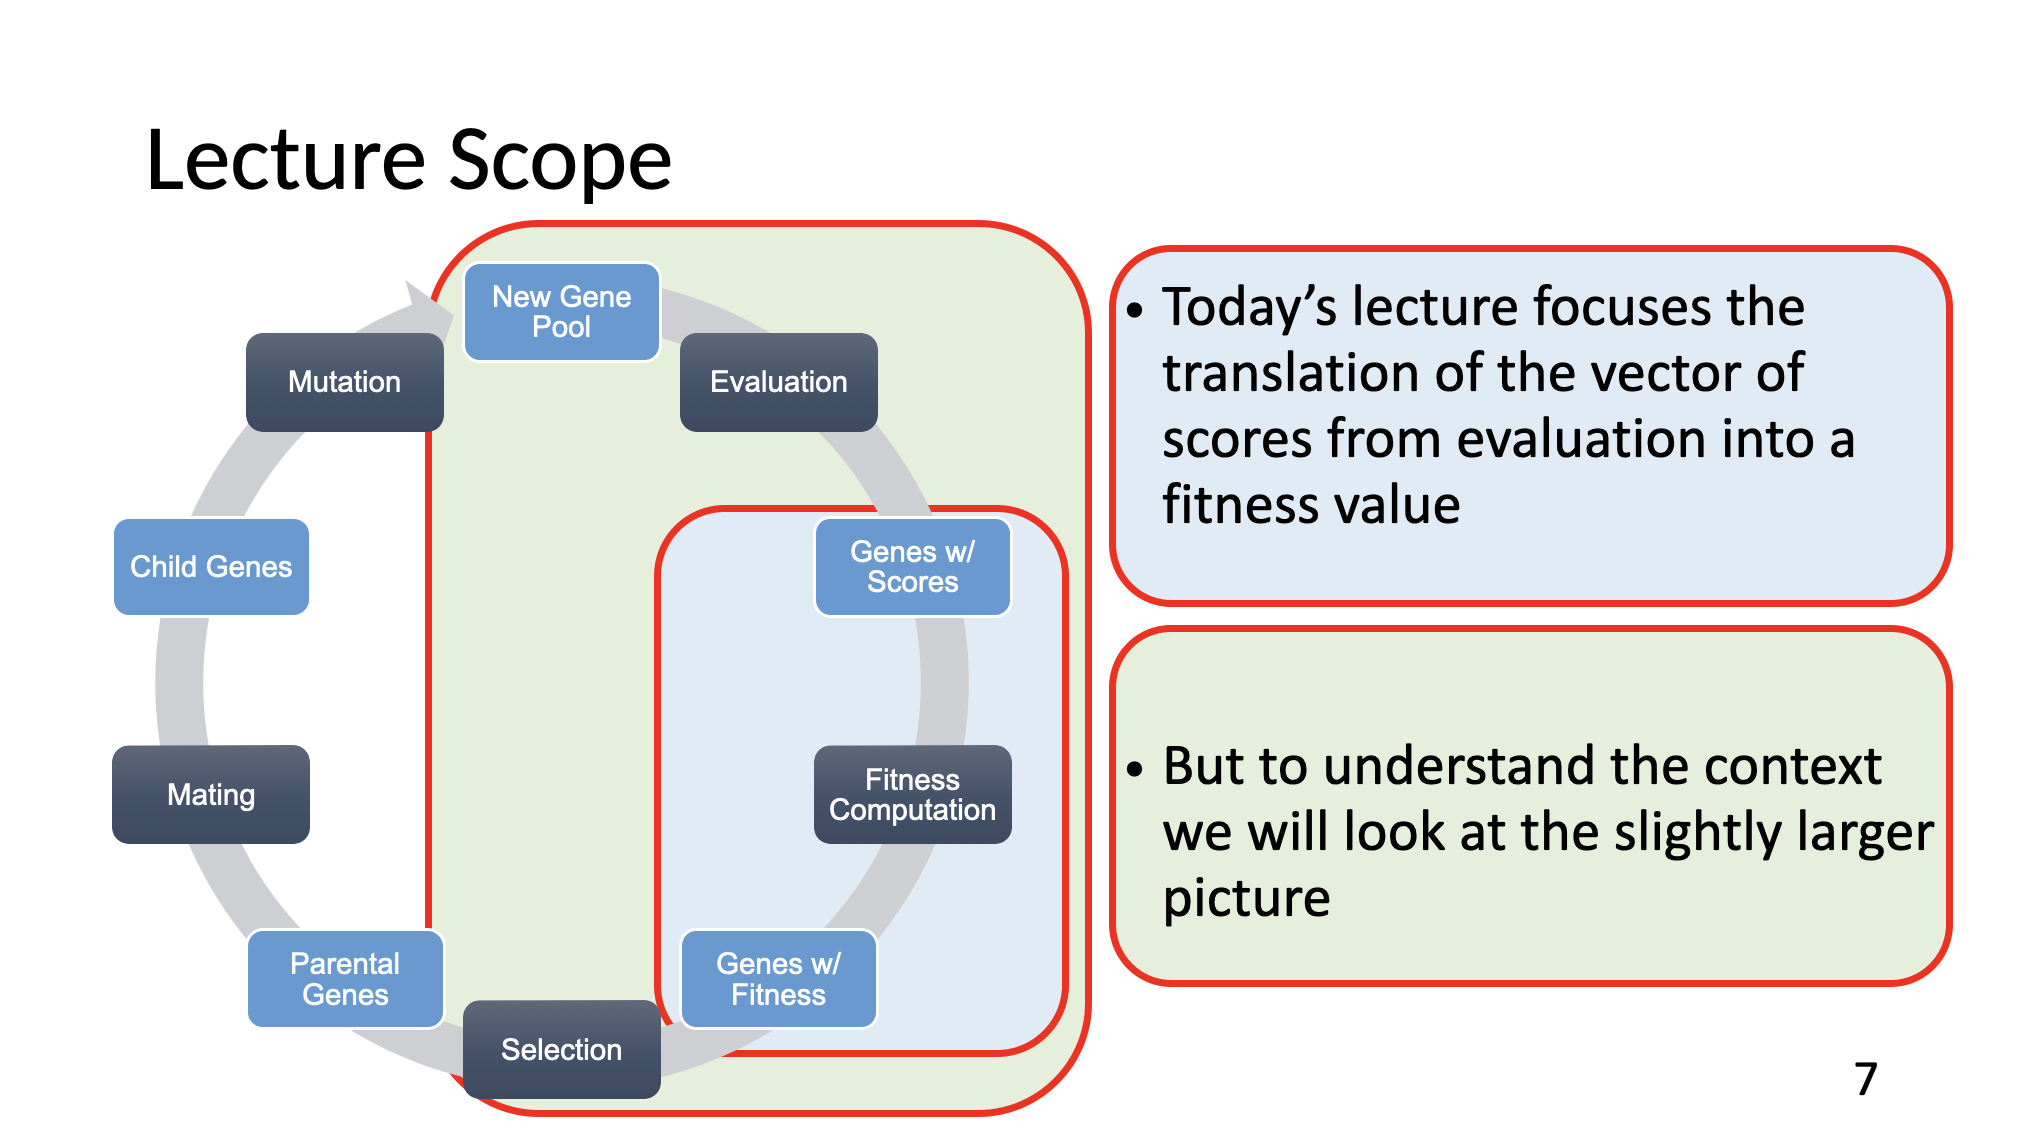 Lecture Scope
New Gene
Pool
Evaluation
Genes w/
Scores
Fitness
Computation
Genes w/
Fitness
Selection
Parental
Genes
Mating
Child Genes
Mutation
• Today’s lecture focuses the
translation of the vector of
scores from evaluation into a
fitness value
• But to understand the context
we will look at the slightly larger
picture
7